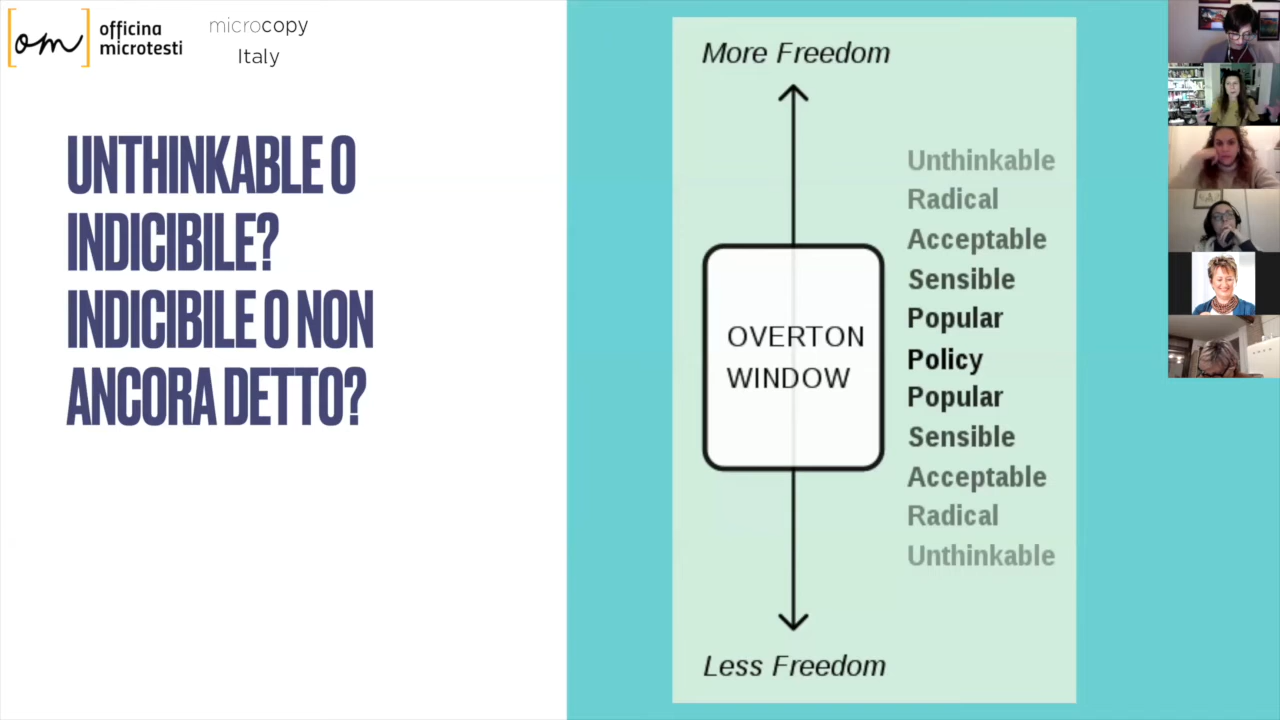 om
officina
microtesti
microcopy
Italy
UNTHINKABLE O
INDICIBILE?
INDICIBILE O NON
ANCORA DETTO?
More Freedom
Unthinkable
Radical
Acceptable
Sensible
Popular
Policy
Popular
Sensible
Acceptable
Radical
Unthinkable
OVERTON
WINDOW
Less Freedom